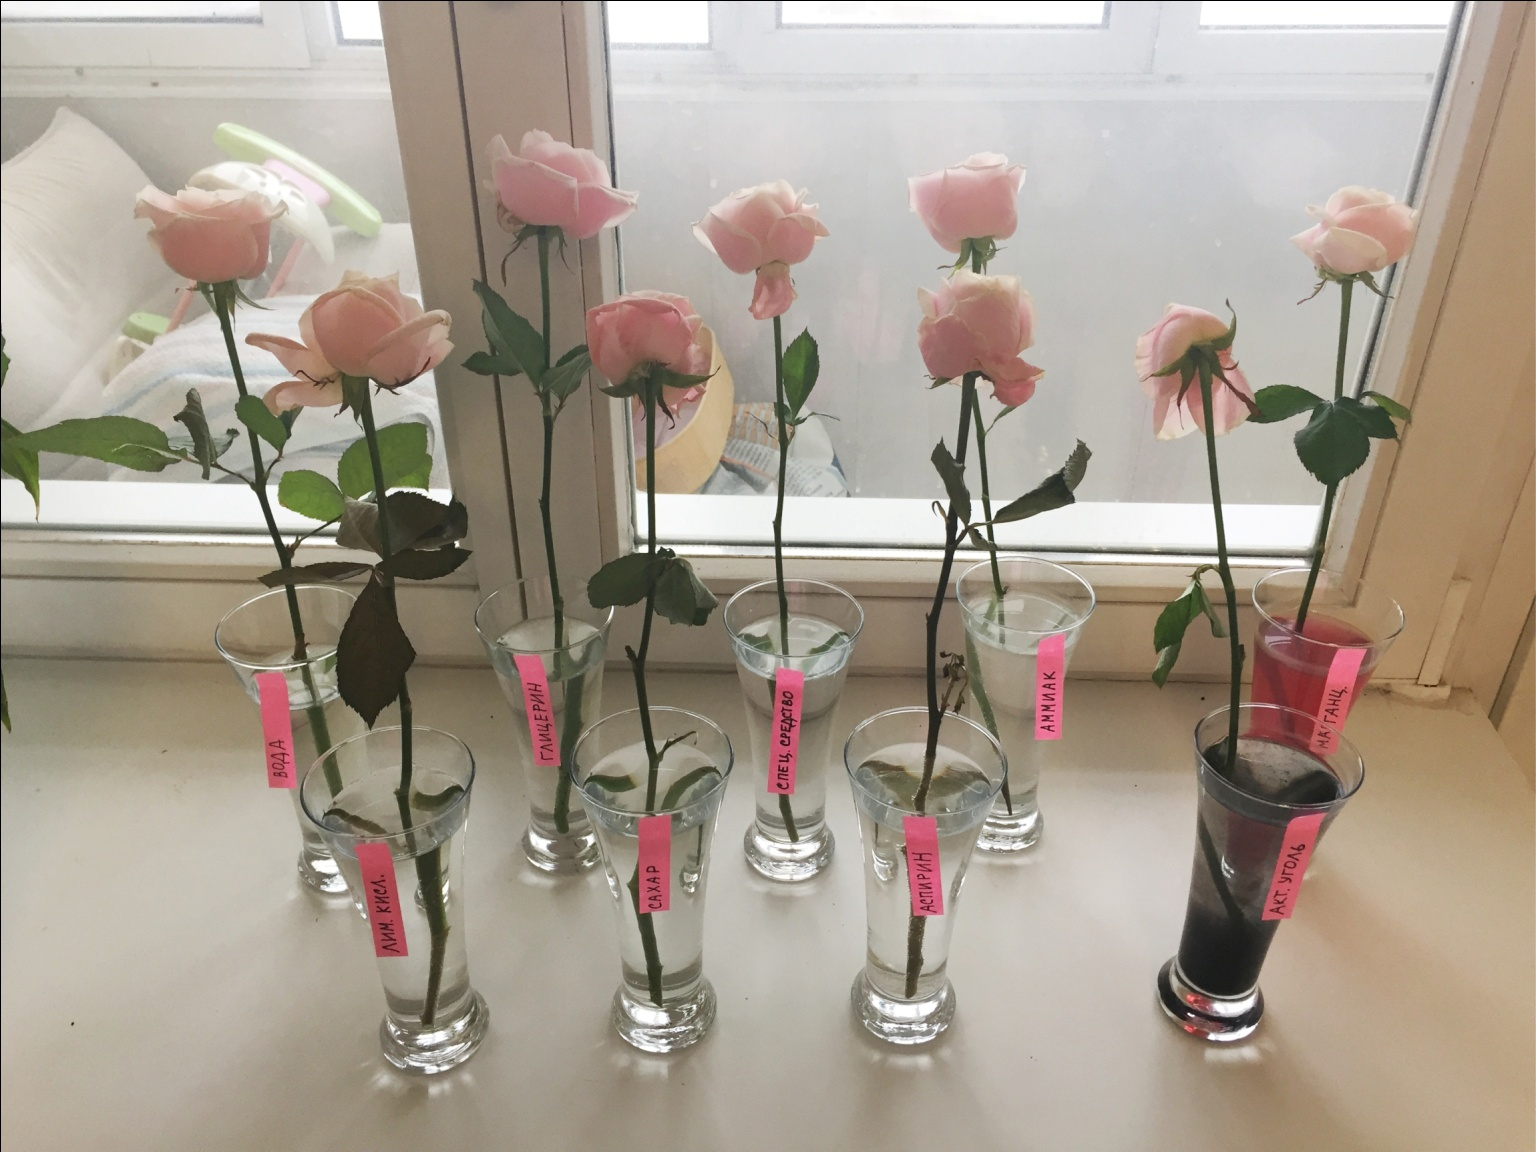 ВОДА
ГЛИЦЕРИН
СПЕЦ. СРЕДСТВО
АММИАК
МАРГАНЦ.
ЛИМ. КИСЛ.
САХАР
АСПИРИН
АКТ. УГОЛЬ